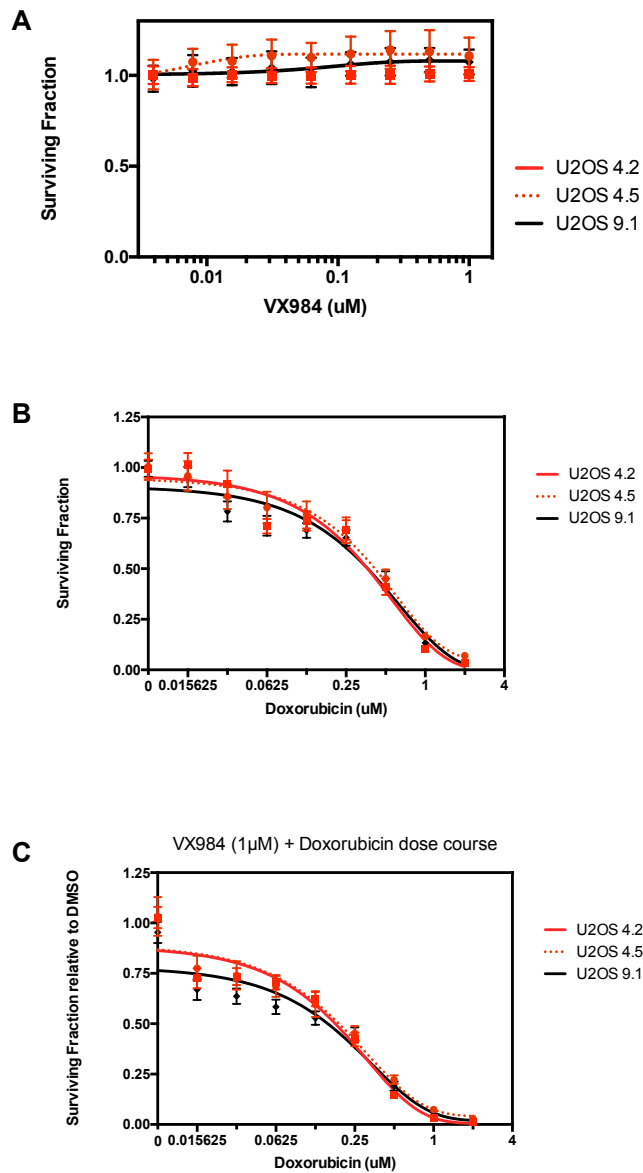 A
Surviving Fraction
1.0
0.5
0.0
0.01
0.1
1
VX984 (uM)
U2OS 4.2
U2OS 4.5
U2OS 9.1
B
Surviving Fraction
1.25
1.00
0.75
0.50
0.25
0.00
0
0.015625
0.0625
0.25
1
4
Doxorubicin (uM)
U2OS 4.2
U2OS 4.5
U2OS 9.1
C
VX984 (1µM) + Doxorubicin dose course
Surviving Fraction relative to DMSO
1.25
1.00
0.75
0.50
0.25
0.00
0
0.015625
0.0625
0.25
1
4
Doxorubicin (uM)
U2OS 4.2
U2OS 4.5
U2OS 9.1